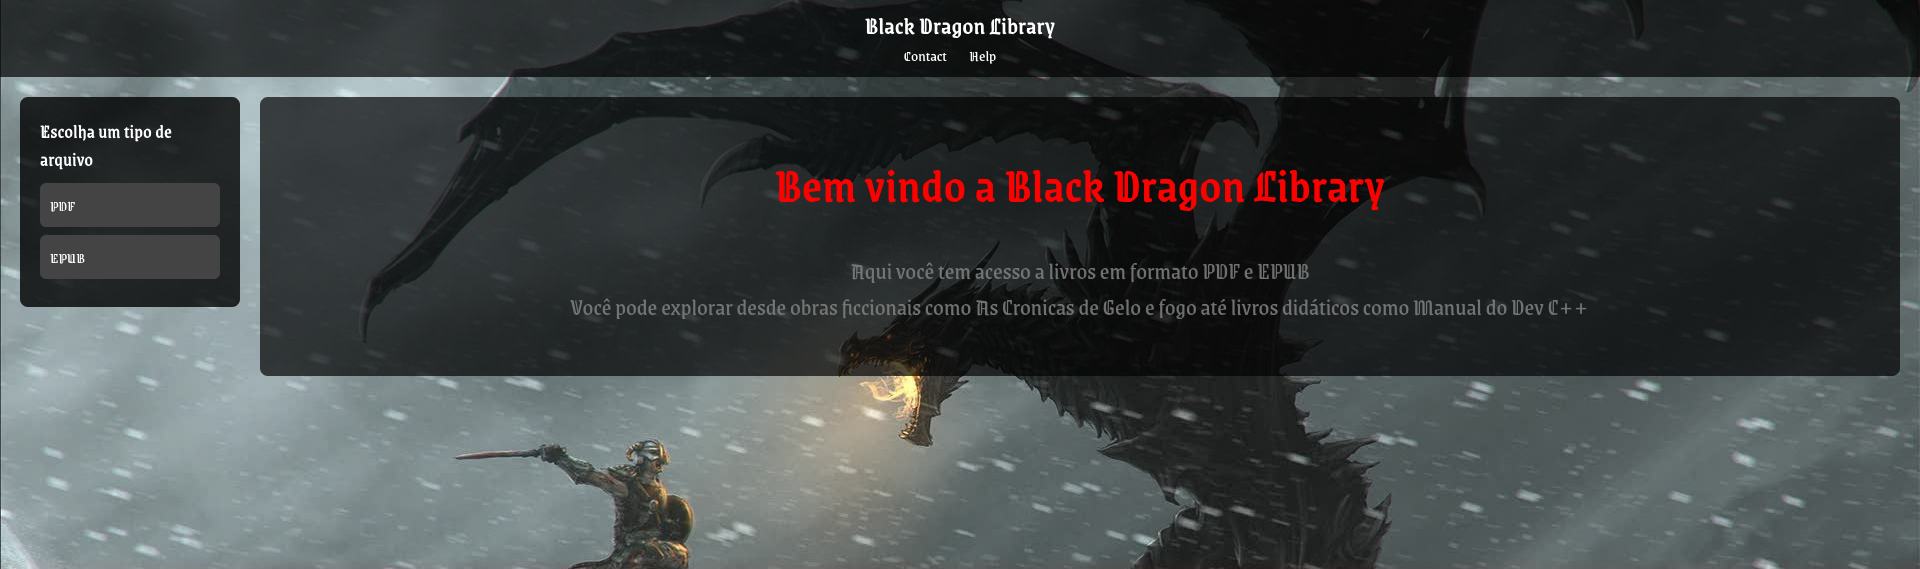 Black Dragon Library
Contact Help
Escolha um tipo de
arquivo
PDF
EPUB
Bem vindo a Black Dragon Library
Aqui você tem acesso a livros em formato PDF e EPUB
Você pode explorar desde obras ficcionais como As Cronicas de Gelo e fogo até livros didáticos como Manual do Dev C++